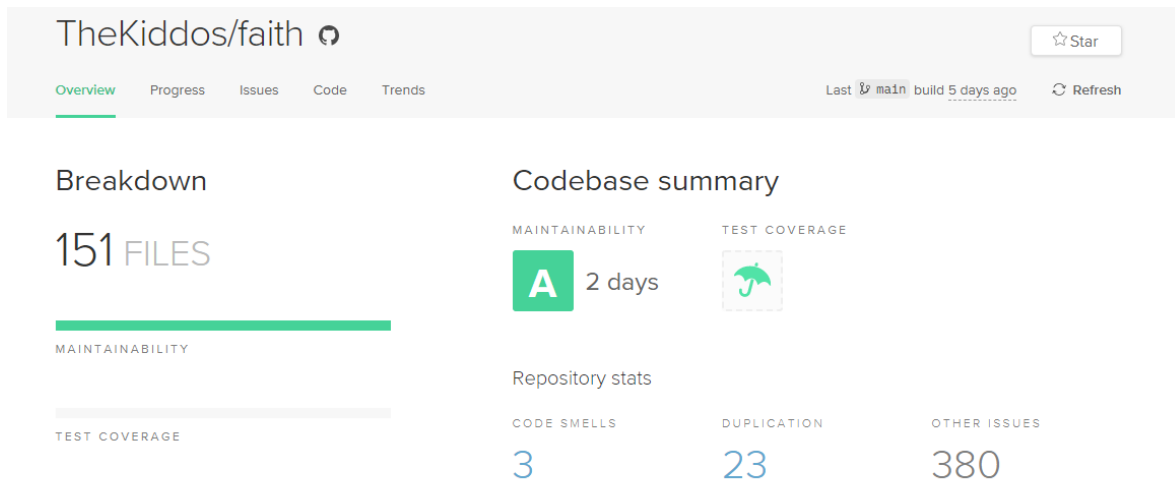 TheKiddos/faith
Star
Overview Progress Issues Code Trends
Last main build 5 days ago Refresh
Breakdown
151 FILES
MAINTAINABILITY
TEST COVERAGE
Codebase summary
MAINTAINABILITY TEST COVERAGE
A 2 days
Repository stats
CODE SMELLS DUPLICATION OTHER ISSUES
3 23 380